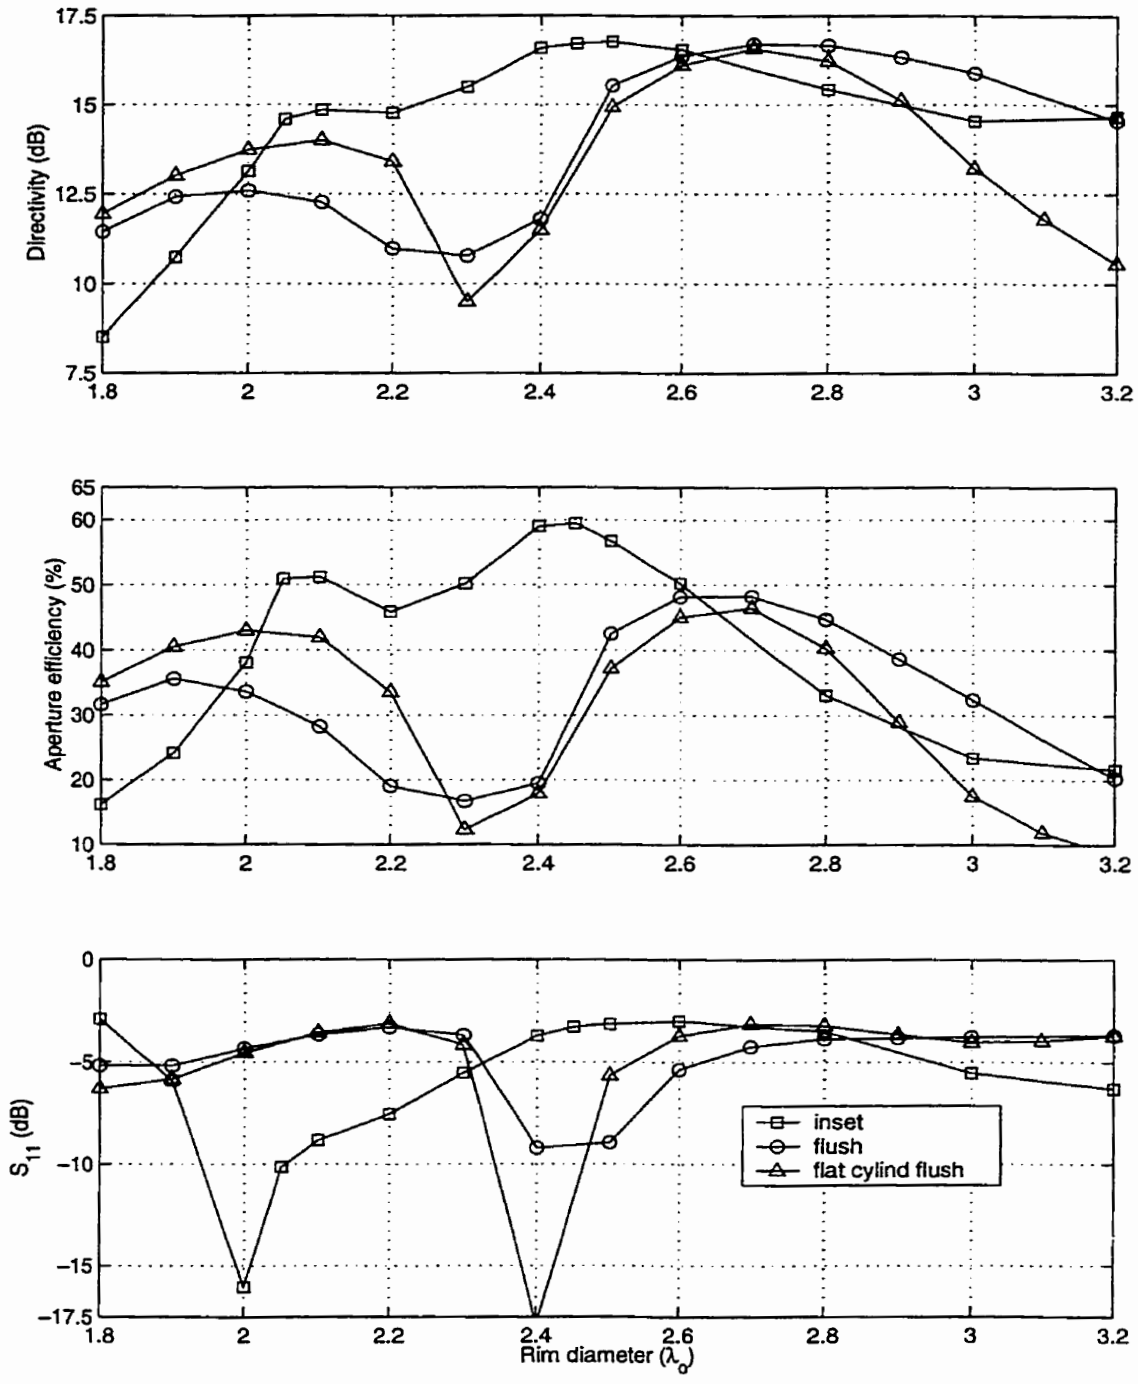 17.5
15
12.5
10
7.5
Directivity (dB)
1.8 2 2.2 2.4 2.6 2.8 3 3.2
65
60
50
40
30
20
10
Aperture efficiency (%)
1.8 2 2.2 2.4 2.6 2.8 3 3.2
0
−5
−10
−15
−17.5
S11 (dB)
inset
flush
flat cylind flush
1.8 2 2.2 2.4 2.6 2.8 3 3.2
Rim diameter (λo)